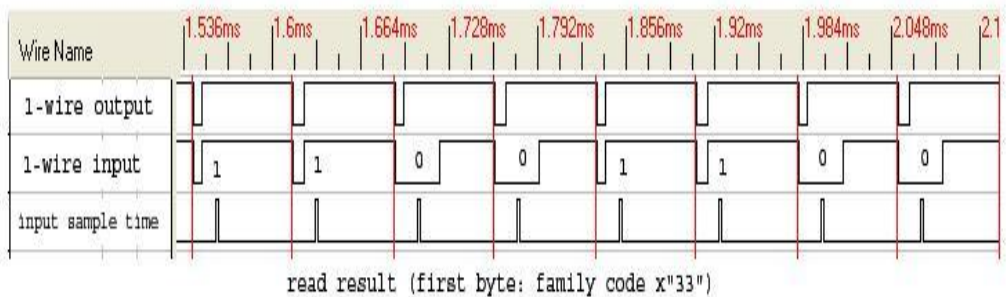 1.536ms 1.6ms 1.664ms 1.728ms 1.792ms 1.856ms 1.92ms 1.984ms 2.048ms 2.1
Wire Name
1-wire output
1-wire input 1 1 0 0 1 1 0 0
input sample time
read result (first byte: family code x"33")